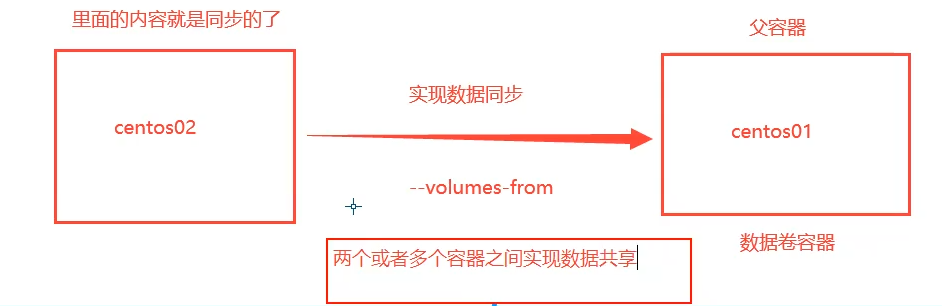 里面的内容就是同步的了
父容器
实现数据同步
centos02
centos01
--volumes-from
数据卷容器
两个或者多个容器之间实现数据共享